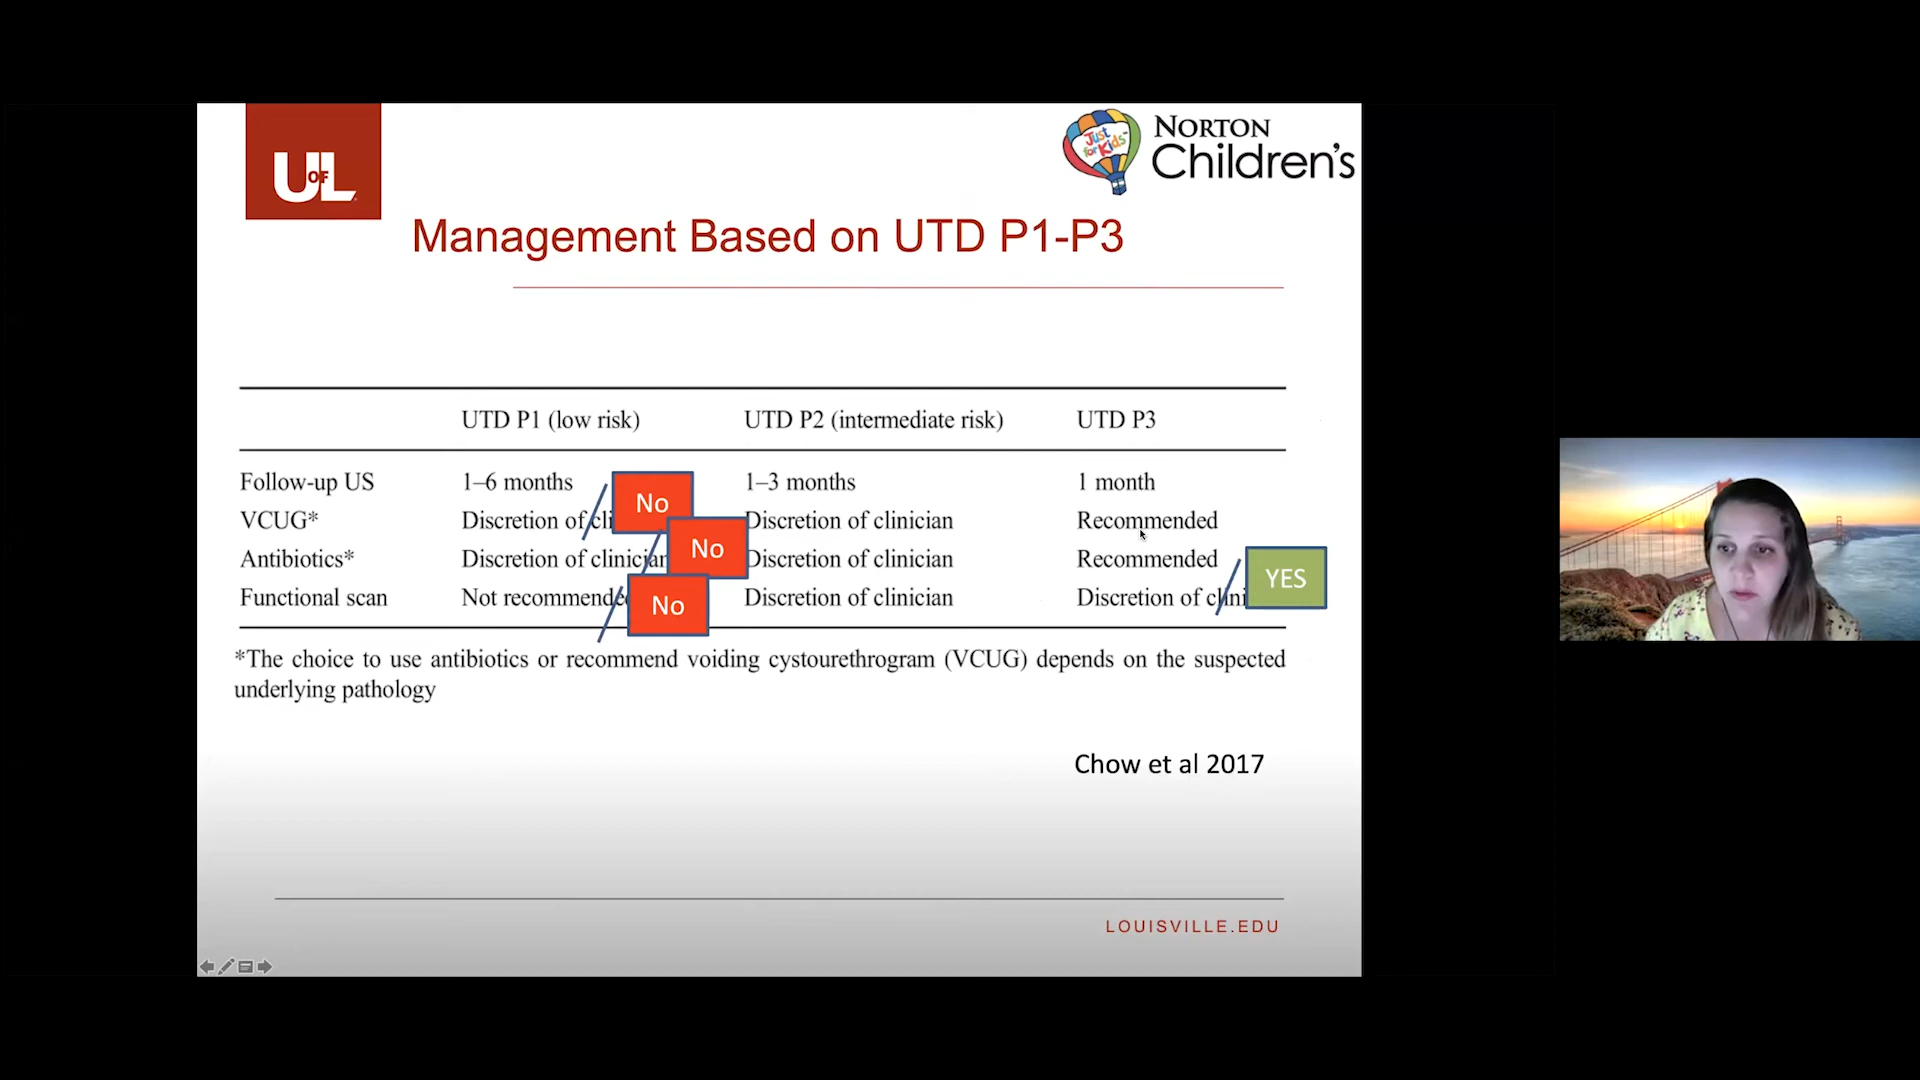 UofL
Just for Kids
NORTON
Children's
Management Based on UTD P1-P3
UTD P1 (low risk) UTD P2 (intermediate risk) UTD P3
Follow-up US 1–6 months 1–3 months 1 month
No
VCUG* Discretion of cli Discretion of clinician Recommended
No
Antibiotics* Discretion of clinician Discretion of clinician Recommended
YES
Functional scan Not recommende Discretion of clinician Discretion of clini
No
*The choice to use antibiotics or recommend voiding cystourethrogram (VCUG) depends on the suspected
underlying pathology
Chow et al 2017
LOUISVILLE.EDU